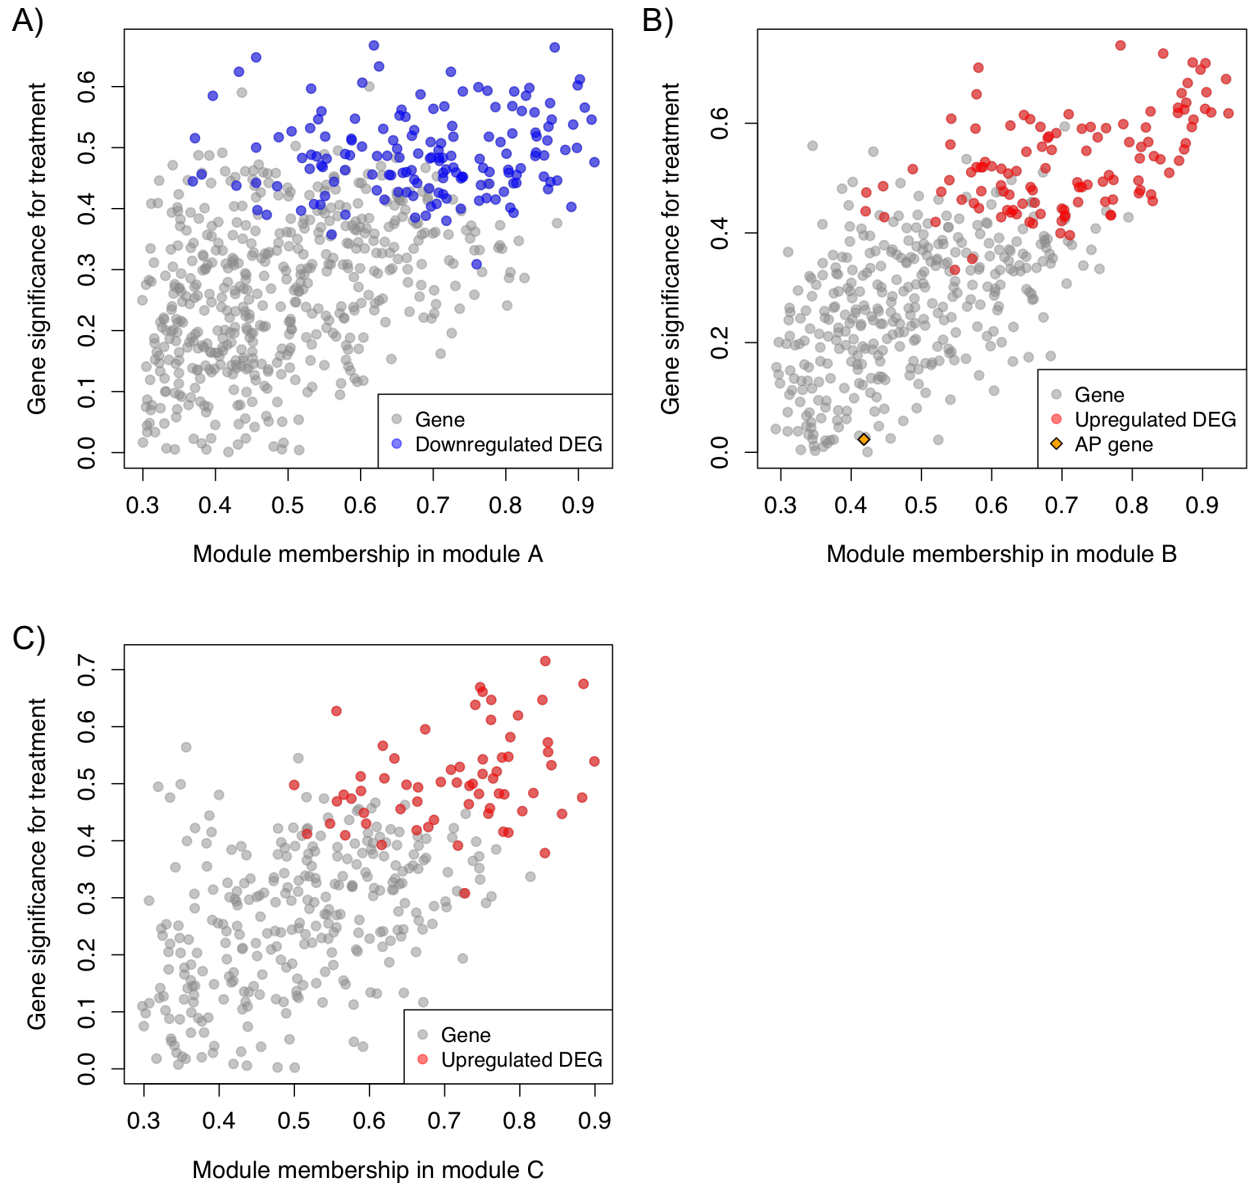 A)
Gene significance for treatment
0.6
0.5
0.4
0.3
0.2
0.1
0.0
Gene
Downregulated DEG
0.3 0.4 0.5 0.6 0.7 0.8 0.9
Module membership in module A
B)
Gene significance for treatment
0.6
0.4
0.2
0.0
Gene
Upregulated DEG
AP gene
0.3 0.4 0.5 0.6 0.7 0.8 0.9
Module membership in module B
C)
Gene significance for treatment
0.7
0.6
0.5
0.4
0.3
0.2
0.1
0.0
Gene
Upregulated DEG
0.3 0.4 0.5 0.6 0.7 0.8 0.9
Module membership in module C